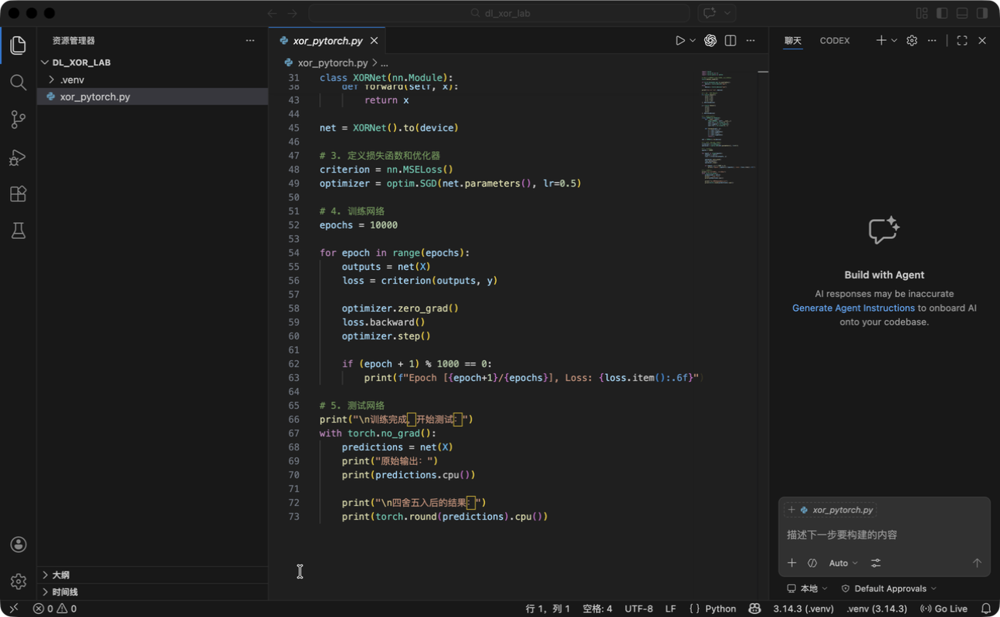 dl_xor_lab
资源管理器
DL_XOR_LAB
.venv
xor_pytorch.py
大纲
时间线
xor_pytorch.py
xor_pytorch.py > ...
31 class XORNet(nn.Module):
38 def forward(self, x):
43 return x
44
45 net = XORNet().to(device)
46
47 # 3. 定义损失函数和优化器
48 criterion = nn.MSELoss()
49 optimizer = optim.SGD(net.parameters(), lr=0.5)
50
51 # 4. 训练网络
52 epochs = 10000
53
54 for epoch in range(epochs):
55 outputs = net(X)
56 loss = criterion(outputs, y)
57
58 optimizer.zero_grad()
59 loss.backward()
60 optimizer.step()
61
62 if (epoch + 1) % 1000 == 0:
63 print(f"Epoch [{epoch+1}/{epochs}], Loss: {loss.item():.6f}"
64
65 # 5. 测试网络
66 print("\n训练完成，开始测试：")
67 with torch.no_grad():
68 predictions = net(X)
69 print("原始输出：")
70 print(predictions.cpu())
71
72 print("\n四舍五入后的结果：")
73 print(torch.round(predictions).cpu())
聊天 CODEX
Build with Agent
AI responses may be inaccurate
Generate Agent Instructions to onboard AI
onto your codebase.
xor_pytorch.py
描述下一步要构建的内容
Auto
本地 Default Approvals
0 0 行 1，列 1 空格: 4 UTF-8 LF { } Python 3.14.3 (.venv) .venv (3.14.3) Go Live